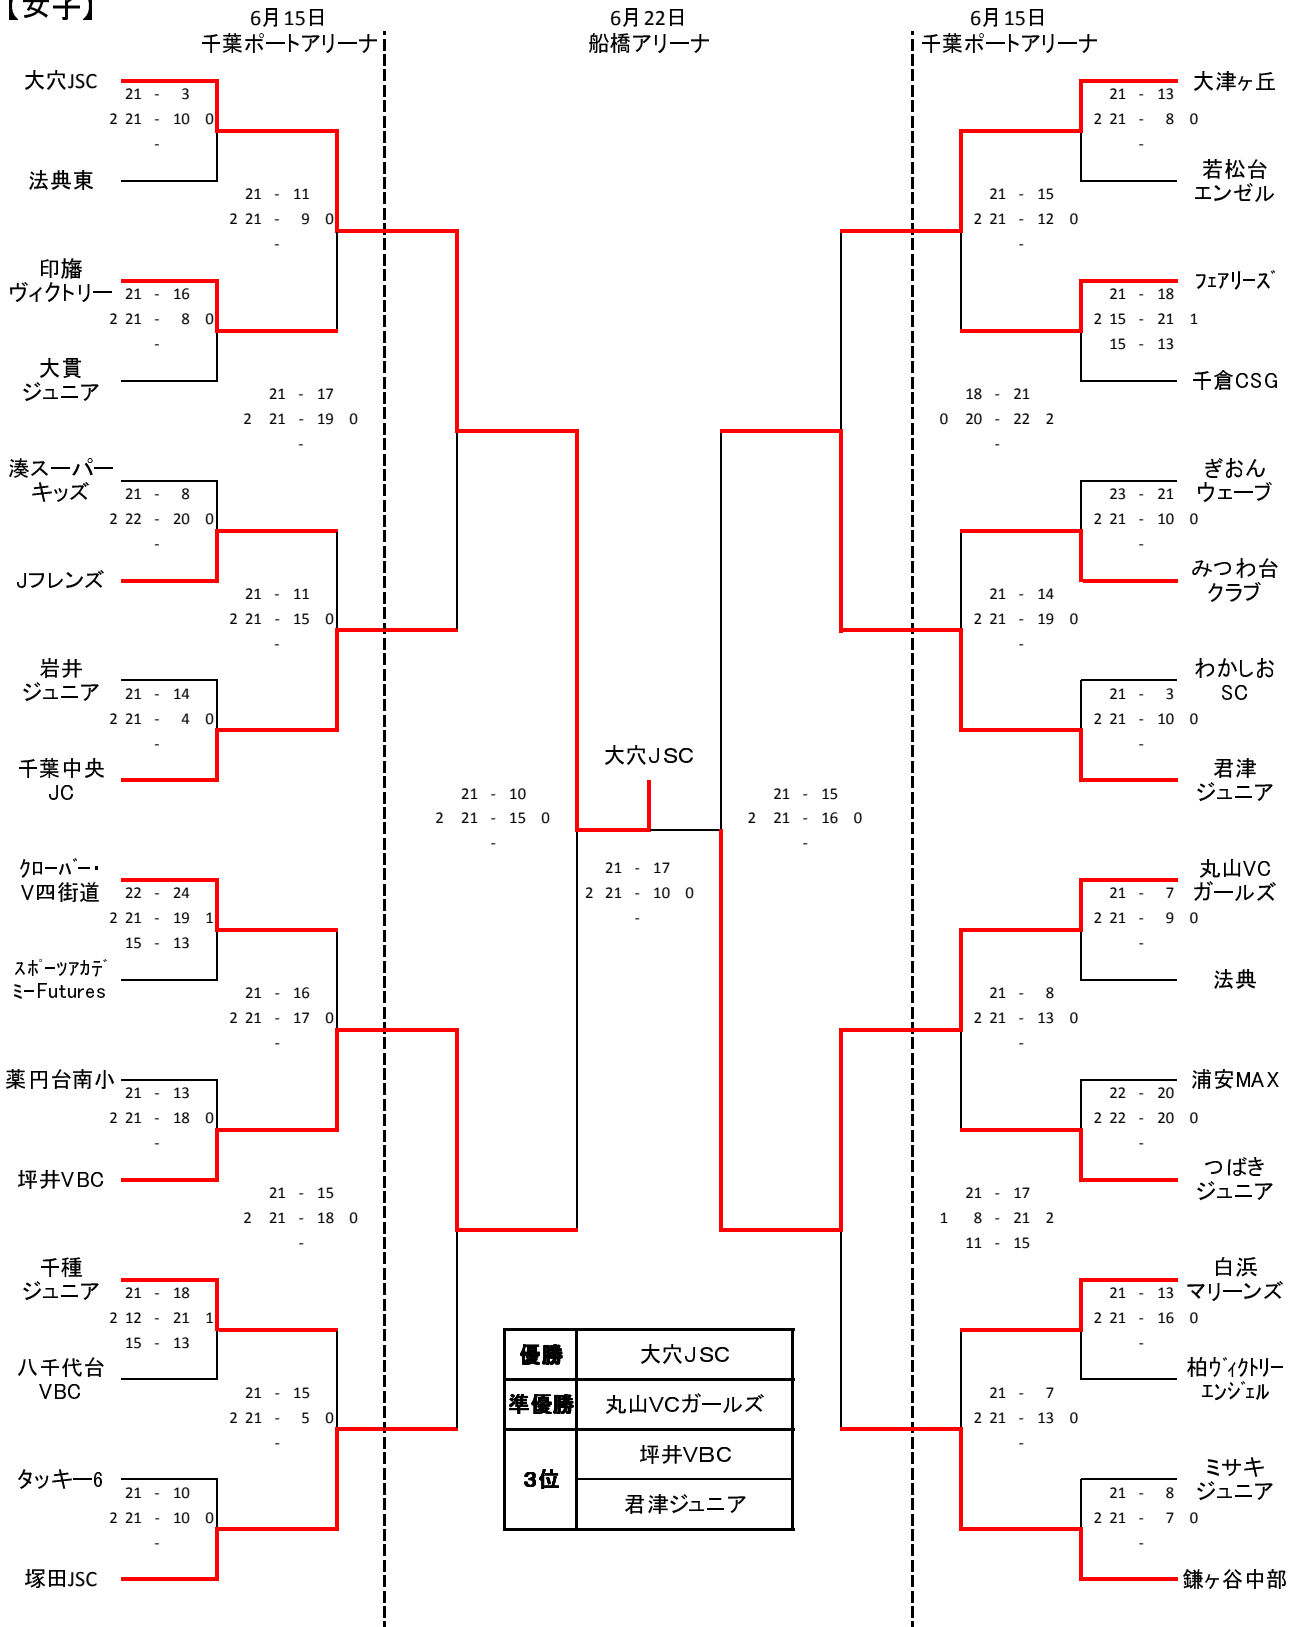 【女子】
6月15日
千葉ポートアリーナ
6月22日
船橋アリーナ
6月15日
千葉ポートアリーナ
大穴JSC
21 - 3
2 21 - 10 0
-
法典東
21 - 11
2 21 - 9 0
-
印旛
ヴィクトリー
21 - 16
2 21 - 8 0
-
大貫
ジュニア
21 - 17
2 21 - 19 0
-
湊スーパー
キッズ
21 - 8
2 22 - 20 0
-
Jフレンズ
21 - 11
2 21 - 15 0
-
岩井
ジュニア
21 - 14
2 21 - 4 0
-
千葉中央
JC
21 - 10
2 21 - 15 0
-
クローバー・
V四街道
22 - 24
2 21 - 19 1
15 - 13
スポーツアカデ
ミーFutures
21 - 16
2 21 - 17 0
-
薬円台南小
21 - 13
2 21 - 18 0
-
坪井VBC
21 - 15
2 21 - 18 0
-
千種
ジュニア
21 - 18
2 12 - 21 1
15 - 13
八千代台
VBC
21 - 15
2 21 - 5 0
-
タッキー6
21 - 10
2 21 - 10 0
-
塚田JSC
大穴JSC
21 - 17
2 21 - 10 0
-
大津ヶ丘
21 - 13
2 21 - 8 0
-
若松台
エンゼル
21 - 15
2 21 - 12 0
-
フェアリーズ
21 - 18
2 15 - 21 1
15 - 13
千倉CSG
18 - 21
0 20 - 22 2
-
ぎおん
ウェーブ
23 - 21
2 21 - 10 0
-
みつわ台
クラブ
21 - 14
2 21 - 19 0
-
わかしお
SC
21 - 3
2 21 - 10 0
-
君津
ジュニア
21 - 15
2 21 - 16 0
-
丸山VC
ガールズ
21 - 7
2 21 - 9 0
-
法典
21 - 8
2 21 - 13 0
-
浦安MAX
22 - 20
2 22 - 20 0
-
つばき
ジュニア
21 - 17
1 8 - 21 2
11 - 15
白浜
マリーンズ
21 - 13
2 21 - 16 0
-
柏ヴィクトリー
エンジェル
21 - 7
2 21 - 13 0
-
ミサキ
ジュニア
21 - 8
2 21 - 7 0
-
鎌ヶ谷中部
優勝 大穴JSC
準優勝 丸山VCガールズ
3位 坪井VBC
君津ジュニア